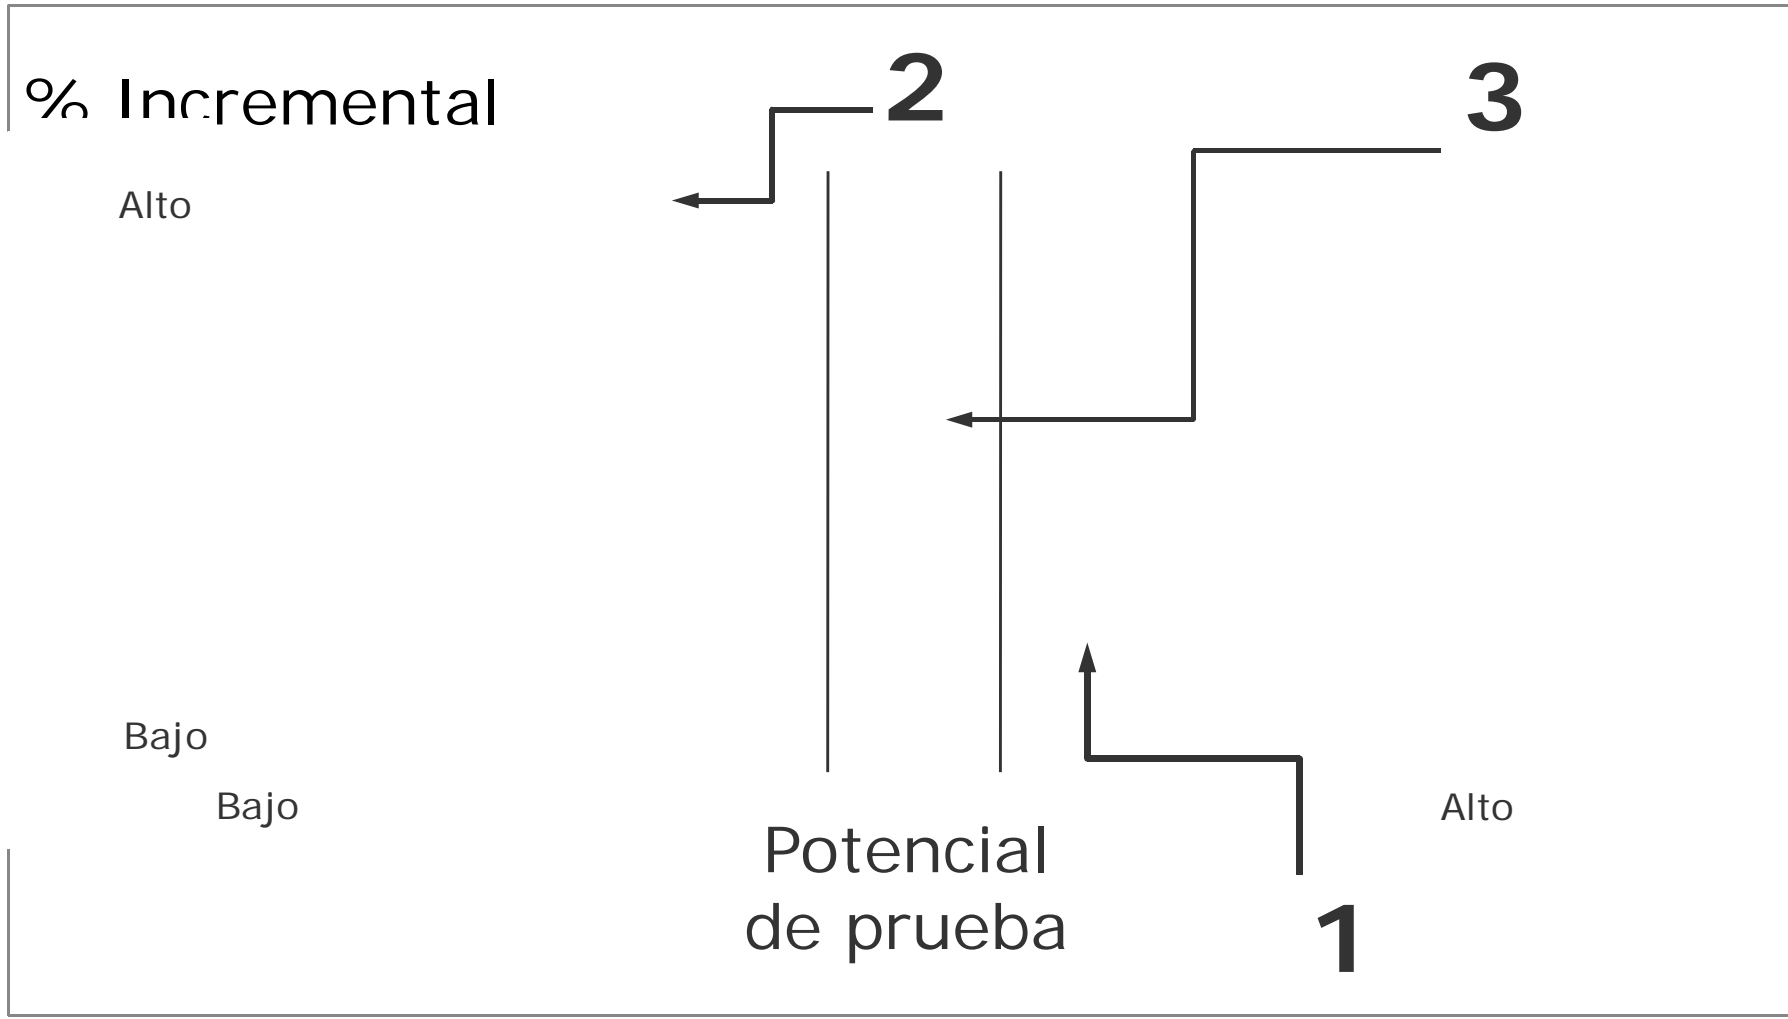 2
3
% Incremental
Alto
Bajo
Bajo
Alto
Potencial
de prueba
1